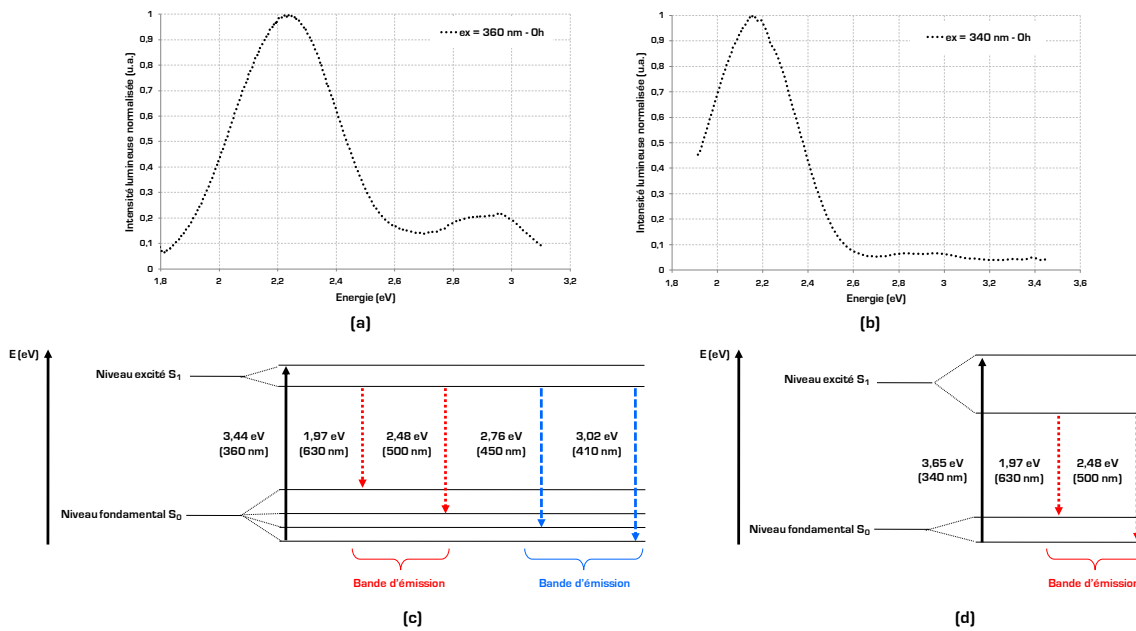 1
0,9
0,8
0,7
0,6
0,5
0,4
0,3
0,2
0,1
0
Intensité lumineuse normalisée (u.a.)
ex = 360 nm - 0h
1,8 2 2,2 2,4 2,6 2,8 3 3,2
Energie (eV)
(a)
1
0,9
0,8
0,7
0,6
0,5
0,4
0,3
0,2
0,1
0
Intensité lumineuse normalisée (u.a.)
ex = 340 nm - 0h
1,8 2 2,2 2,4 2,6 2,8 3 3,2 3,4 3,6
Energie (eV)
(b)
E (eV)
Niveau excité S₁
3,44 eV
(360 nm)
1,97 eV
(630 nm)
2,48 eV
(500 nm)
2,76 eV
(450 nm)
3,02 eV
(410 nm)
Niveau fondamental S₀
Bande d'émission
Bande d'émission
(c)
E (eV)
Niveau excité S₁
3,65 eV
(340 nm)
1,97 eV
(630 nm)
2,48 eV
(500 nm)
Niveau fondamental S₀
Bande d'émission
(d)